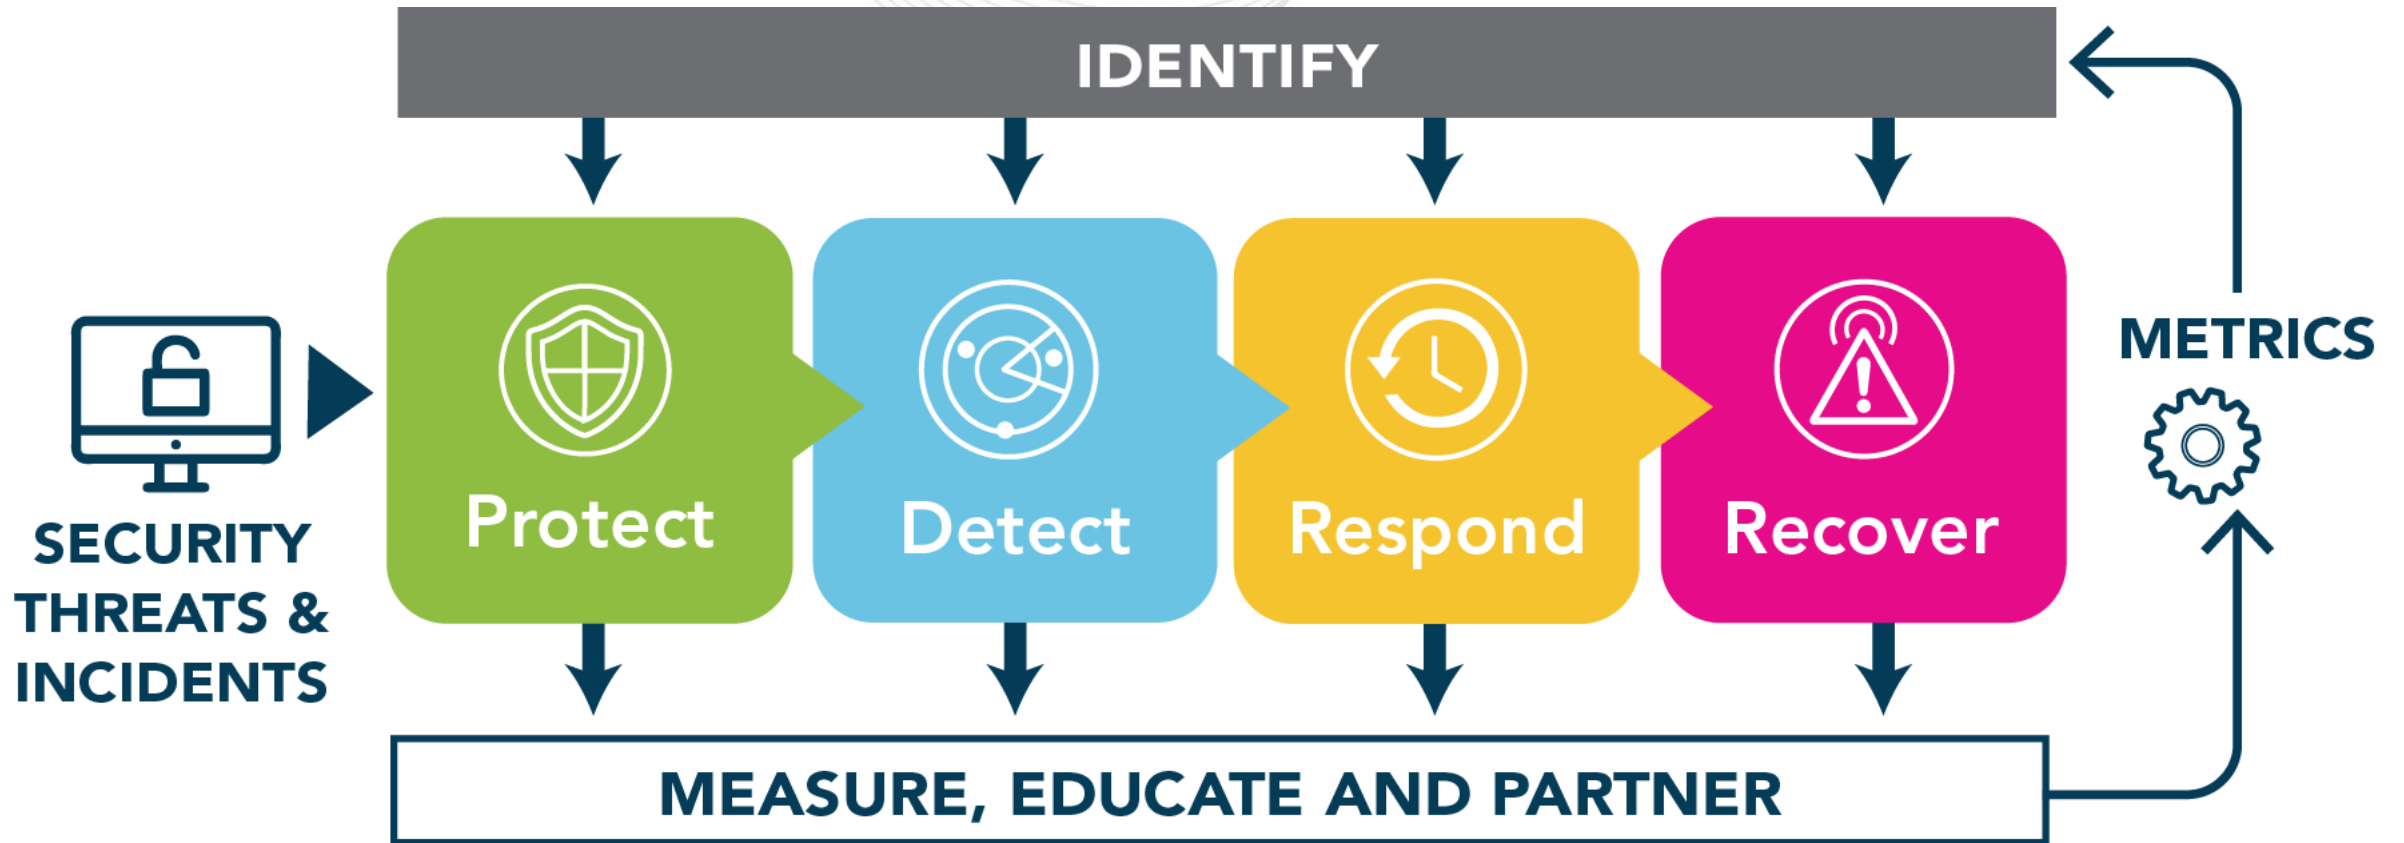 IDENTIFY
SECURITY
THREATS &
INCIDENTS
Protect
Detect
Respond
Recover
METRICS
MEASURE, EDUCATE AND PARTNER